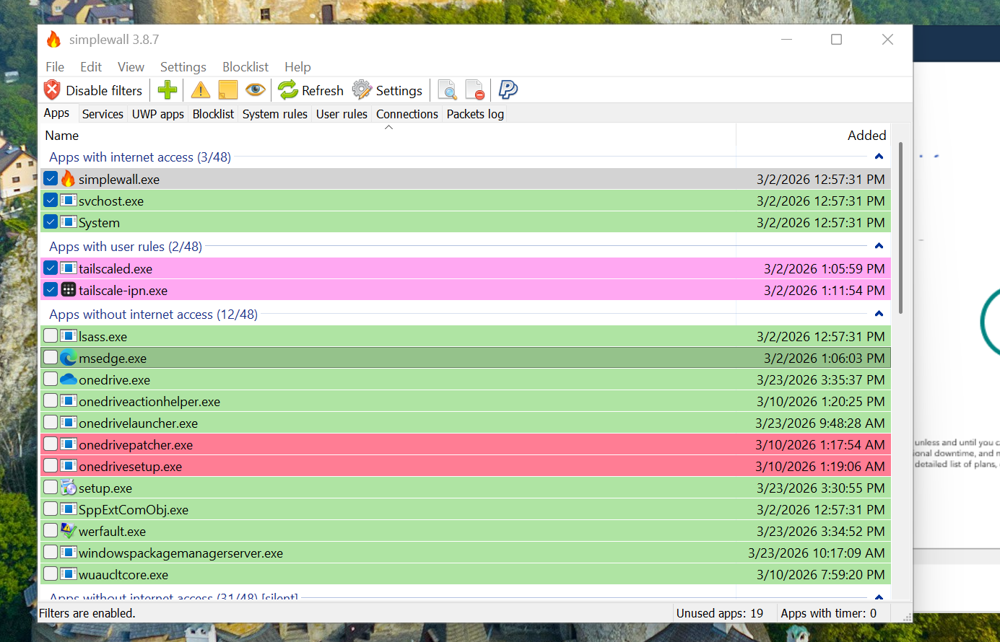 simplewall 3.8.7
File Edit View Settings Blocklist Help
Disable filters Refresh Settings
Apps Services UWP apps Blocklist System rules User rules Connections Packets log
Name Added
Apps with internet access (3/48)
simplewall.exe 3/2/2026 12:57:31 PM
svchost.exe 3/2/2026 12:57:31 PM
System 3/2/2026 12:57:31 PM
Apps with user rules (2/48)
tailscaled.exe 3/2/2026 1:05:59 PM
tailscale-ipn.exe 3/2/2026 1:11:54 PM
Apps without internet access (12/48)
lsass.exe 3/2/2026 12:57:31 PM
msedge.exe 3/2/2026 1:06:03 PM
onedrive.exe 3/23/2026 3:35:37 PM
onedriveactionhelper.exe 3/10/2026 1:20:25 PM
onedrivelauncher.exe 3/23/2026 9:48:28 AM
onedrivepatcher.exe 3/10/2026 1:17:54 AM
onedrivesetup.exe 3/10/2026 1:19:06 AM
setup.exe 3/23/2026 3:30:55 PM
SppExtComObj.exe 3/2/2026 12:57:31 PM
werfault.exe 3/23/2026 3:34:52 PM
windowspackagemanagerserver.exe 3/23/2026 10:17:09 AM
wuaucltcore.exe 3/10/2026 7:59:20 PM
Apps without internet access (31/48) [silent]
Filters are enabled. Unused apps: 19 Apps with timer: 0
unless and until you c
ional downtime, and
detailed list of plans,